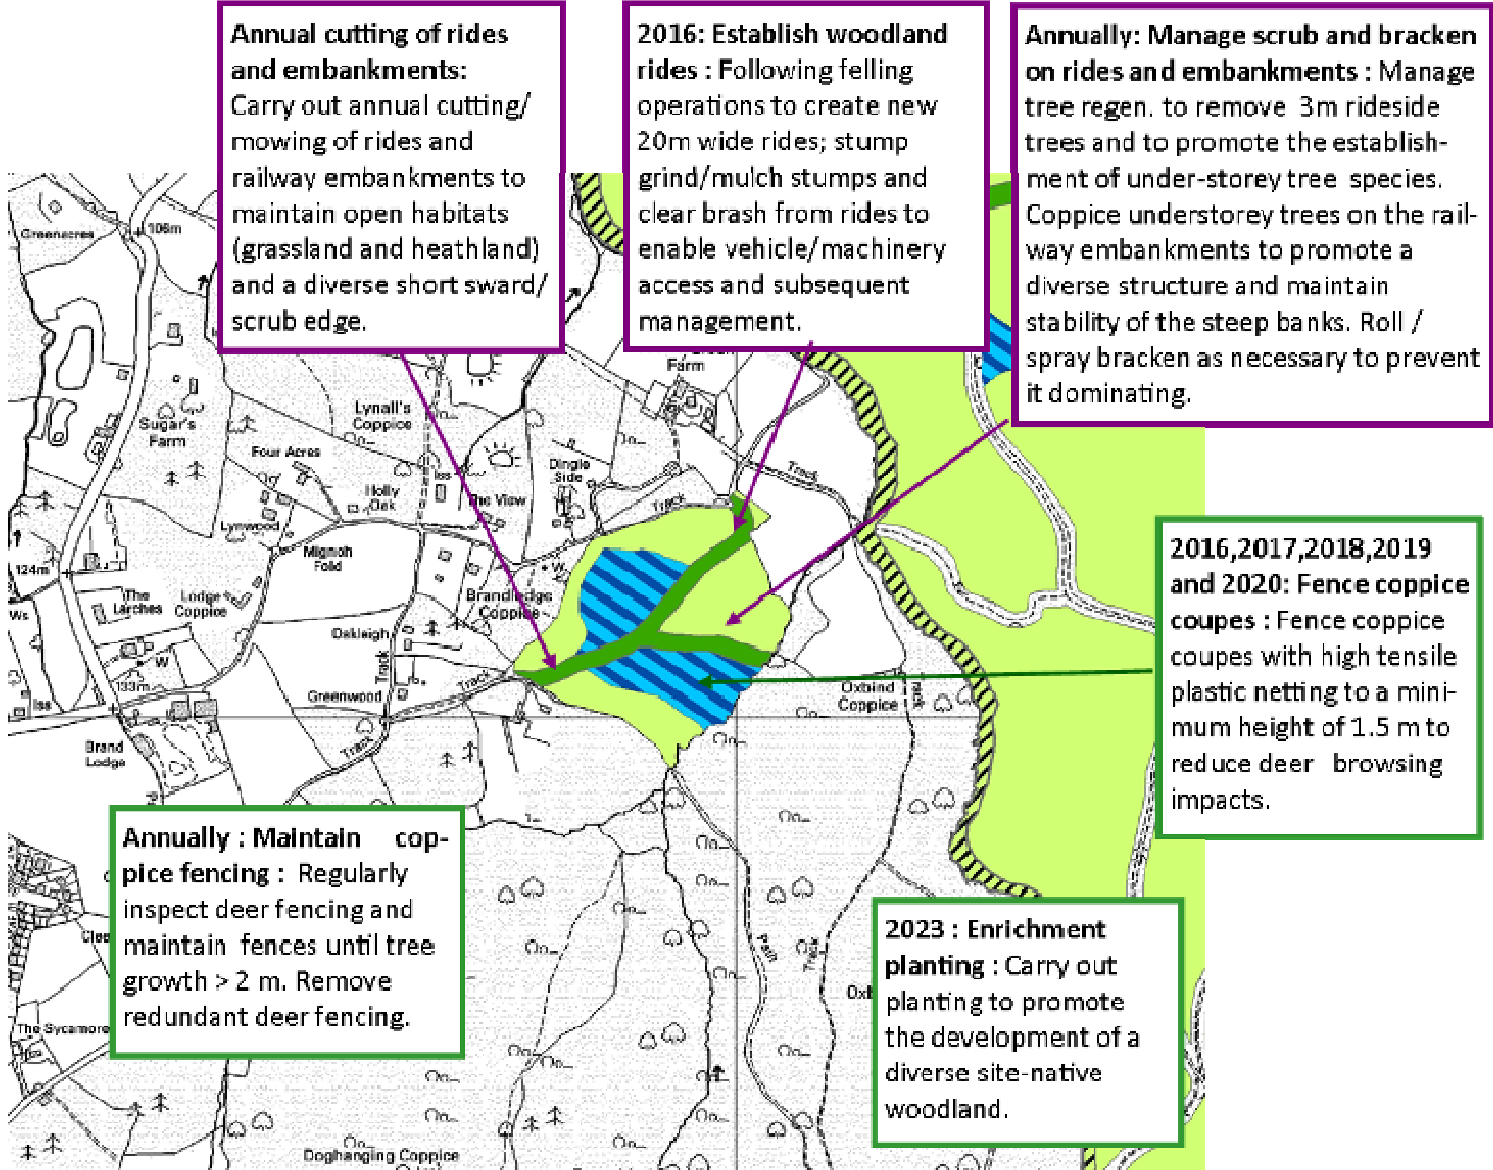 Annual cutting of rides
and embankments:
Carry out annual cutting/
mowing of rides and
railway embankments to
maintain open habitats
(grassland and heathland)
and a diverse short sward/
scrub edge.
2016: Establish woodland
rides : Following felling
operations to create new
20m wide rides; stump
grind/mulch stumps and
clear brash from rides to
enable vehicle/machinery
access and subsequent
management.
Annually: Manage scrub and bracken
on rides and embankments : Manage
tree regen. to remove 3m rideside
trees and to promote the establish-
ment of under-storey tree species.
Coppice understorey trees on the rail-
way embankments to promote a
diverse structure and maintain
stability of the steep banks. Roll /
spray bracken as necessary to prevent
it dominating.
Greenacres
106m
Farm
Sugar's
Farm
Lynall's
Coppice
Four Acres
Iss
Holly
Oak
The View
Dingle
Side
Track
Track
Lynwood
Mignon
Fold
124m
Ws
The
Larches
Lodge
Coppice
W
Brandlodge
Coppice
Oakleigh
Track
W
133m
Iss
Greenwood
Track
Track
Brand
Lodge
Oxbind
Coppice
Track
2016,2017,2018,2019
and 2020: Fence coppice
coupes : Fence coppice
coupes with high tensile
plastic netting to a mini-
mum height of 1.5 m to
reduce deer browsing
impacts.
Annually : Maintain cop-
pice fencing : Regularly
inspect deer fencing and
maintain fences until tree
growth > 2 m. Remove
redundant deer fencing.
Clee
The Sycamore
Path
Track
Oxb
2023 : Enrichment
planting : Carry out
planting to promote
the development of a
diverse site-native
woodland.
Doghanging Coppice